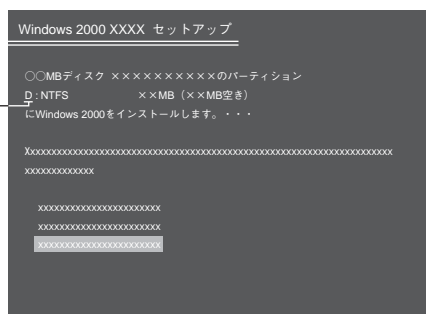 Windows 2000 XXXX セットアップ
○○MBディスク ××××××××××のパーティション
D : NTFS ××MB（××MB空き）
にWindows 2000をインストールします。・・・
Xxxxxxxxxxxxxxxxxxxxxxxxxxxxxxxxxxxxxxxxxxxxxxxxxxxxxxxxxxxxxxxxxxxxx
xxxxxxxxxxxxx
xxxxxxxxxxxxxxxxxxxxxxx
xxxxxxxxxxxxxxxxxxxxxxx
xxxxxxxxxxxxxxxxxxxxxxx